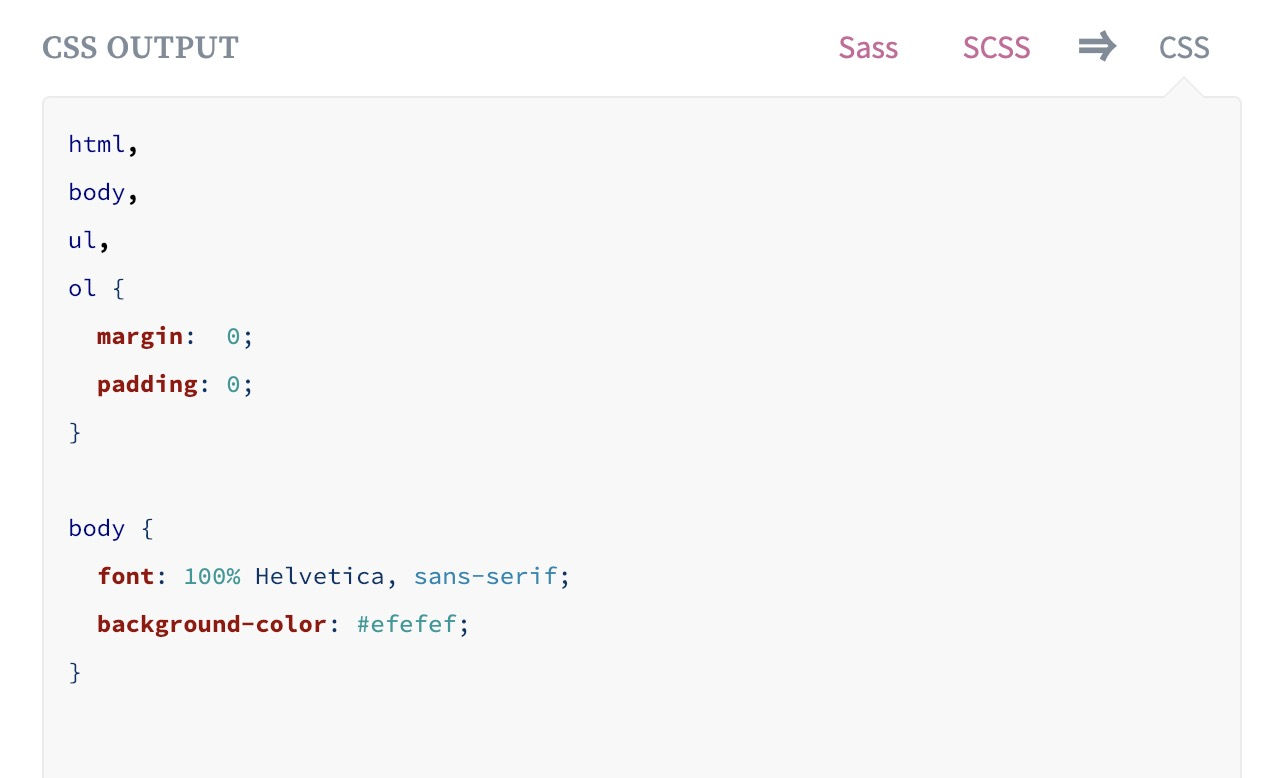 CSS OUTPUT Sass SCSS ⇒ CSS
html,
body,
ul,
ol {
  margin:  0;
  padding: 0;
}

body {
  font: 100% Helvetica, sans-serif;
  background-color: #efefef;
}